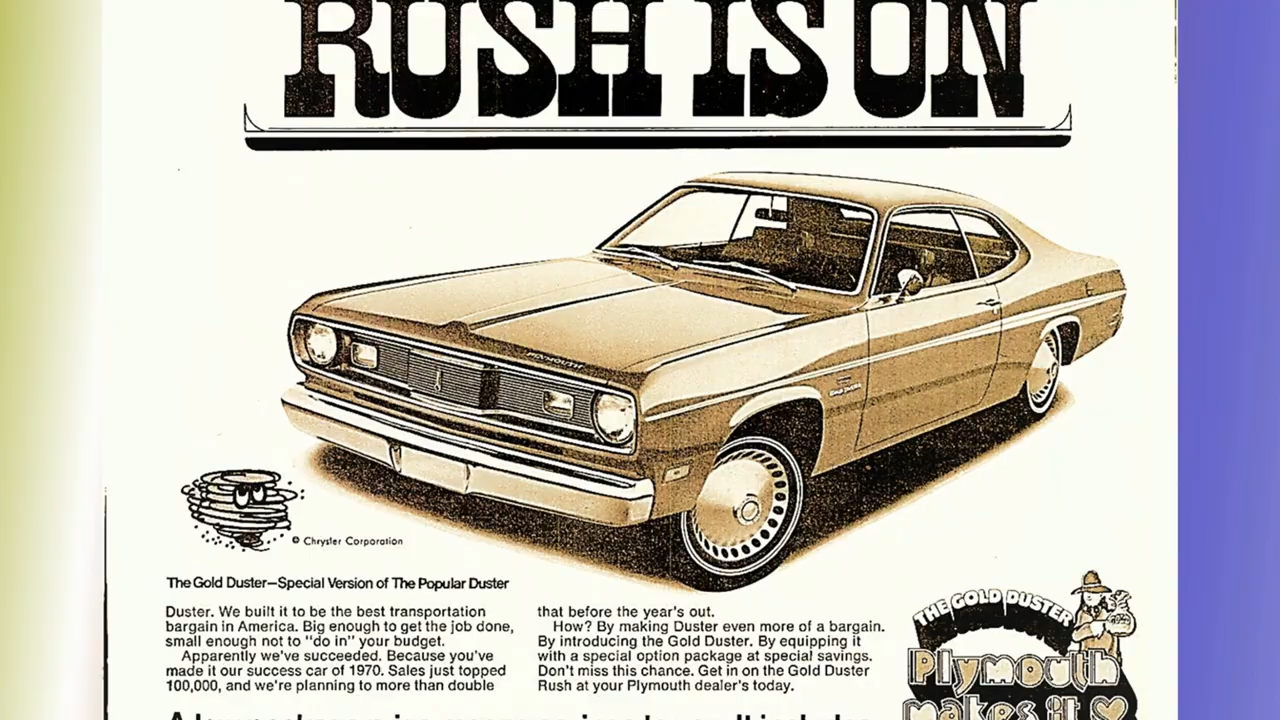 RUSH IS ON
PLYMOUTH
© Chrysler Corporation
The Gold Duster—Special Version of The Popular Duster
Duster. We built it to be the best transportation
bargain in America. Big enough to get the job done,
small enough not to "do in" your budget.
Apparently we've succeeded. Because you've
made it our success car of 1970. Sales just topped
100,000, and we're planning to more than double
that before the year's out.
How? By making Duster even more of a bargain.
By introducing the Gold Duster. By equipping it
with a special option package at special savings.
Don't miss this chance. Get in on the Gold Duster
Rush at your Plymouth dealer's today.
THE GOLD DUSTER
Plymouth
makes it